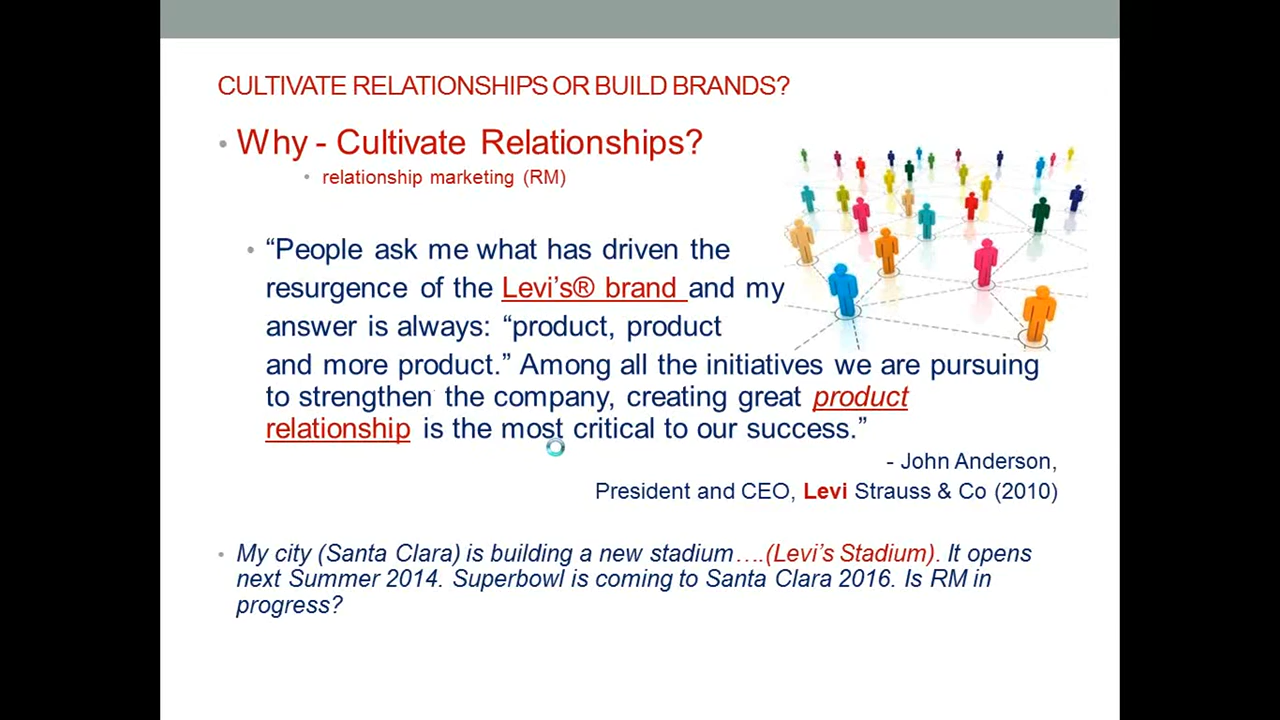 CULTIVATE RELATIONSHIPS OR BUILD BRANDS?
• Why - Cultivate Relationships?
• relationship marketing (RM)
• “People ask me what has driven the
resurgence of the Levi’s® brand and my
answer is always: “product, product
and more product.” Among all the initiatives we are pursuing
to strengthen the company, creating great product
relationship is the most critical to our success.”
- John Anderson,
President and CEO, Levi Strauss & Co (2010)
• My city (Santa Clara) is building a new stadium….(Levi’s Stadium). It opens
next Summer 2014. Superbowl is coming to Santa Clara 2016. Is RM in
progress?